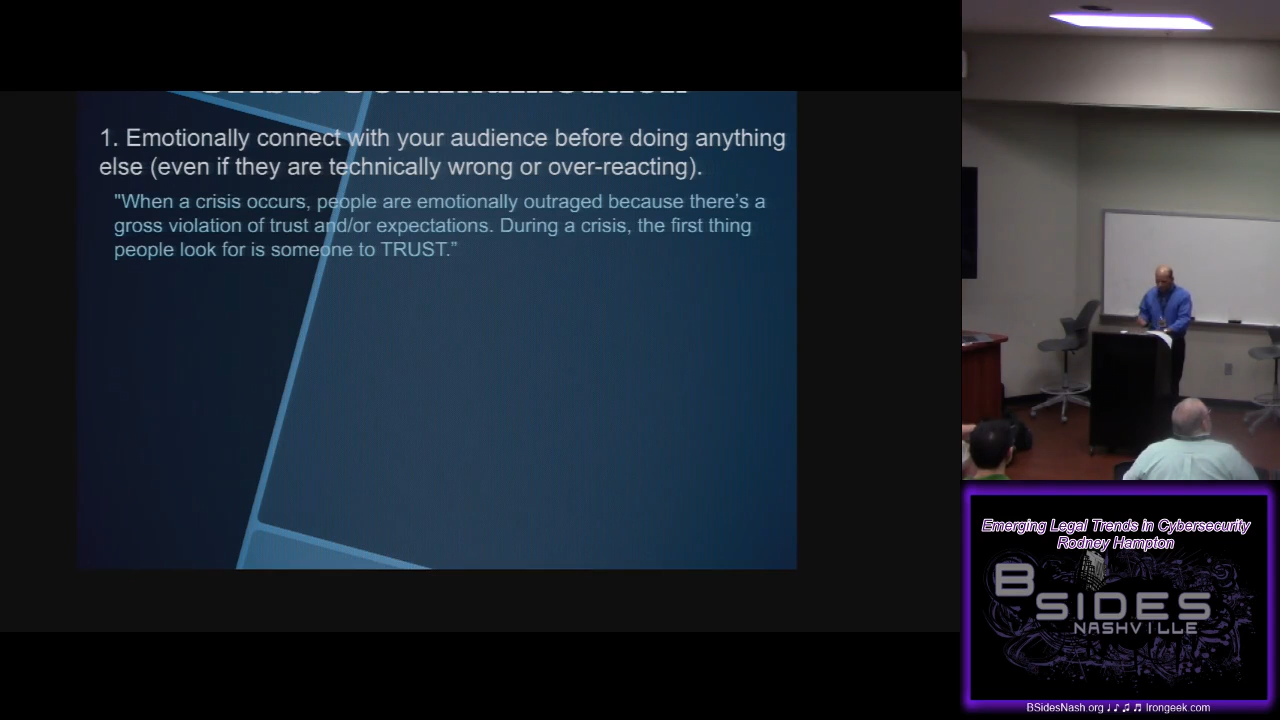 Crisis Communication
1. Emotionally connect with your audience before doing anything
else (even if they are technically wrong or over-reacting).
"When a crisis occurs, people are emotionally outraged because there’s a
gross violation of trust and/or expectations. During a crisis, the first thing
people look for is someone to TRUST.”
Emerging Legal Trends in Cybersecurity
Rodney Hampton
BSIDES
NASHVILLE
BSidesNash.org ♩♪♫♬ Irongeek.com